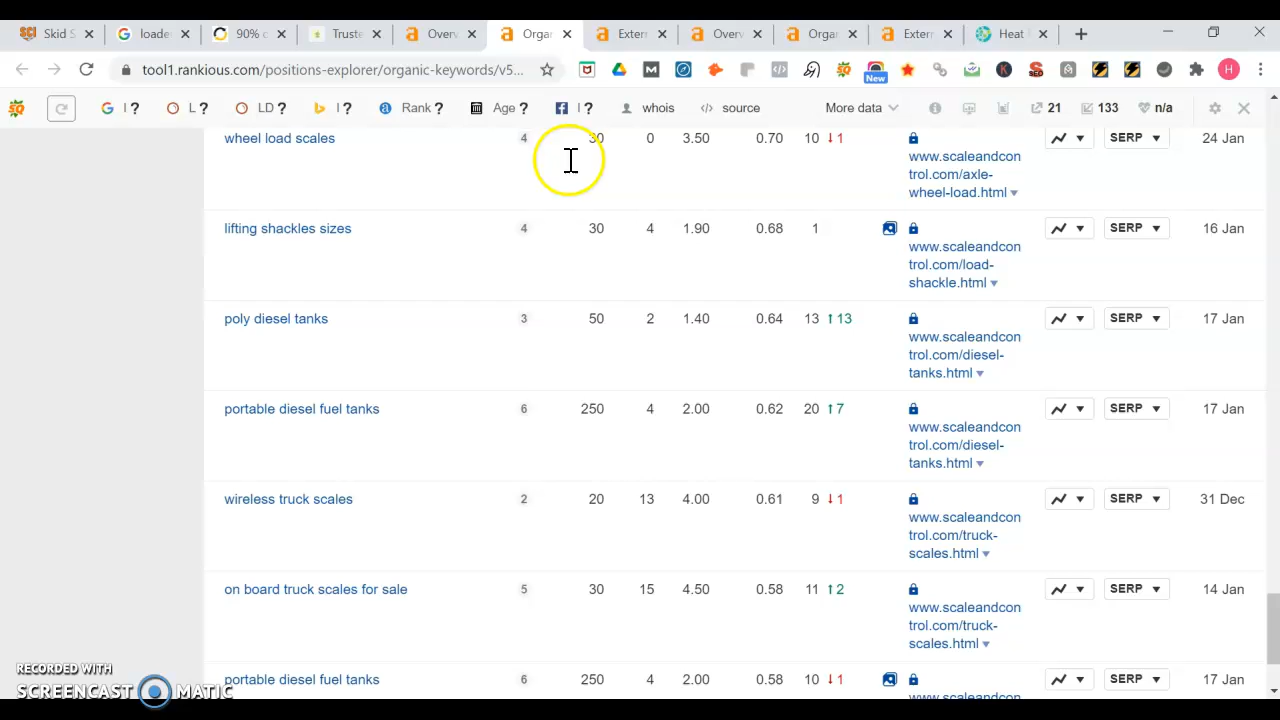 Skid S
loade
90% c
Truste
Overv
Organ
Extern
Overv
Organ
Extern
Heat
tool1.rankious.com/positions-explorer/organic-keywords/v5...
New
H
I ?
L ?
LD ?
I ?
Rank ?
Age ?
I ?
whois
source
More data
21
133
n/a
wheel load scales 4 30 0 3.50 0.70 10 ↓1 www.scaleandcon SERP 24 Jan
trol.com/axle-
wheel-load.html
lifting shackles sizes 4 30 4 1.90 0.68 1 www.scaleandcon SERP 16 Jan
trol.com/load-
shackle.html
poly diesel tanks 3 50 2 1.40 0.64 13 ↑13 www.scaleandcon SERP 17 Jan
trol.com/diesel-
tanks.html
portable diesel fuel tanks 6 250 4 2.00 0.62 20 ↑7 www.scaleandcon SERP 17 Jan
trol.com/diesel-
tanks.html
wireless truck scales 2 20 13 4.00 0.61 9 ↓1 www.scaleandcon SERP 31 Dec
trol.com/truck-
scales.html
on board truck scales for sale 5 30 15 4.50 0.58 11 ↑2 www.scaleandcon SERP 14 Jan
trol.com/truck-
scales.html
portable diesel fuel tanks 6 250 4 2.00 0.58 10 ↓1 www.scaleandcon SERP 17 Jan
RECORDED WITH
SCREENCAST MATIC